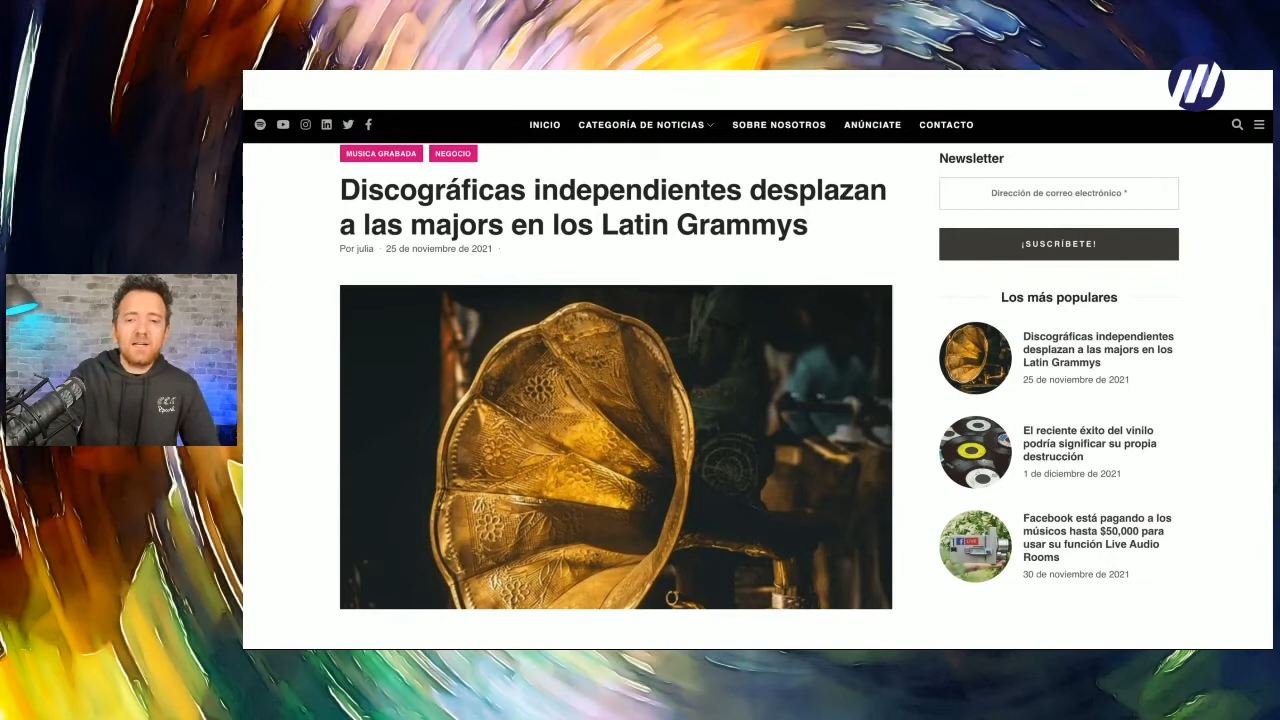 INICIO
CATEGORÍA DE NOTICIAS
SOBRE NOSOTROS
ANÚNCIATE
CONTACTO
MUSICA GRABADA
NEGOCIO
Discográficas independientes desplazan
a las majors en los Latin Grammys
Por julia · 25 de noviembre de 2021 ·
Newsletter
Dirección de correo electrónico *
¡SUSCRÍBETE!
Los más populares
Discográficas independientes
desplazan a las majors en los
Latin Grammys
25 de noviembre de 2021
El reciente éxito del vinilo
podría significar su propia
destrucción
1 de diciembre de 2021
Facebook está pagando a los
músicos hasta $50,000 para
usar su función Live Audio
Rooms
30 de noviembre de 2021